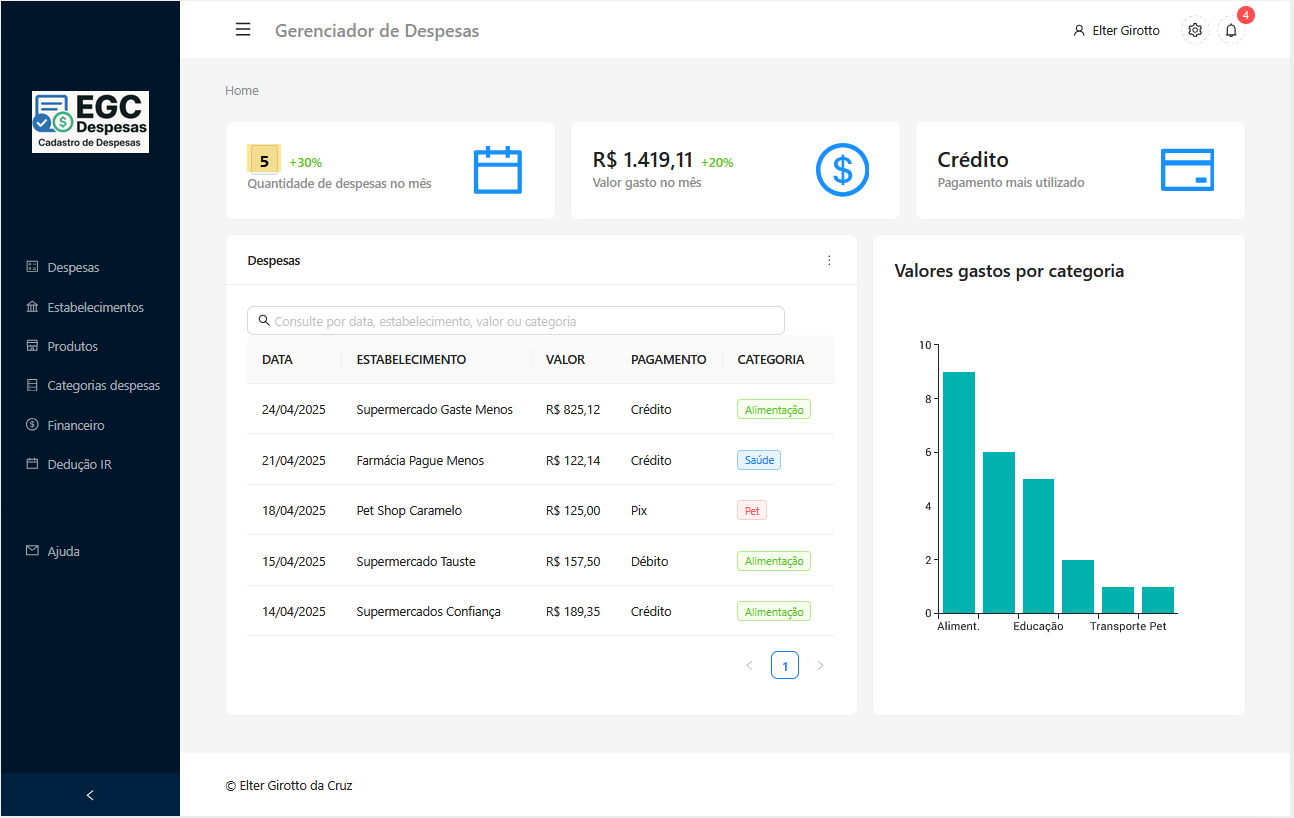 Gerenciador de Despesas
Elter Girotto
4
EGC
Despesas
Cadastro de Despesas
Despesas
Estabelecimentos
Produtos
Categorias despesas
Financeiro
Dedução IR
Ajuda
Home
5 +30%
Quantidade de despesas no mês
R$ 1.419,11 +20%
Valor gasto no mês
Crédito
Pagamento mais utilizado
Despesas
Consulte por data, estabelecimento, valor ou categoria
DATA ESTABELECIMENTO VALOR PAGAMENTO CATEGORIA
24/04/2025 Supermercado Gaste Menos R$ 825,12 Crédito Alimentação
21/04/2025 Farmácia Pague Menos R$ 122,14 Crédito Saúde
18/04/2025 Pet Shop Caramelo R$ 125,00 Pix Pet
15/04/2025 Supermercado Tauste R$ 157,50 Débito Alimentação
14/04/2025 Supermercados Confiança R$ 189,35 Crédito Alimentação
1
Valores gastos por categoria
10
8
6
4
2
0
Aliment. Educação Transporte Pet
© Elter Girotto da Cruz